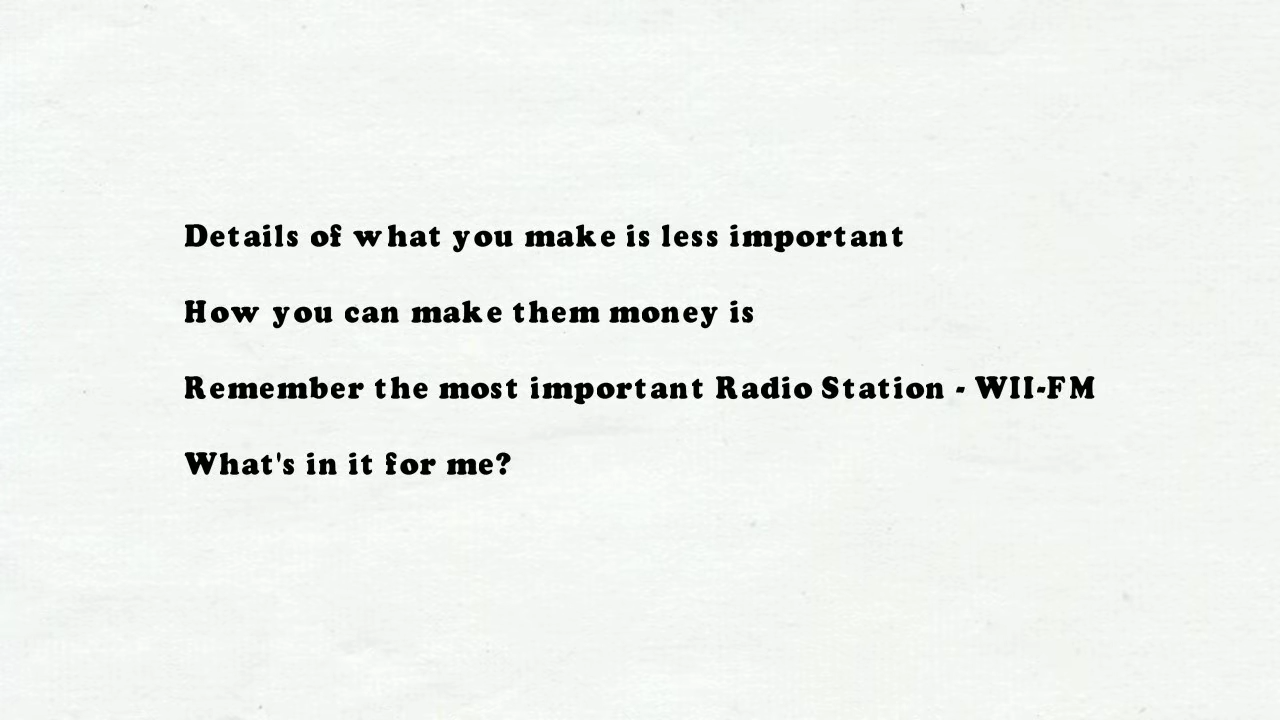 Details of what you make is less important
How you can make them money is
Remember the most important Radio Station - WII-FM
What's in it for me?